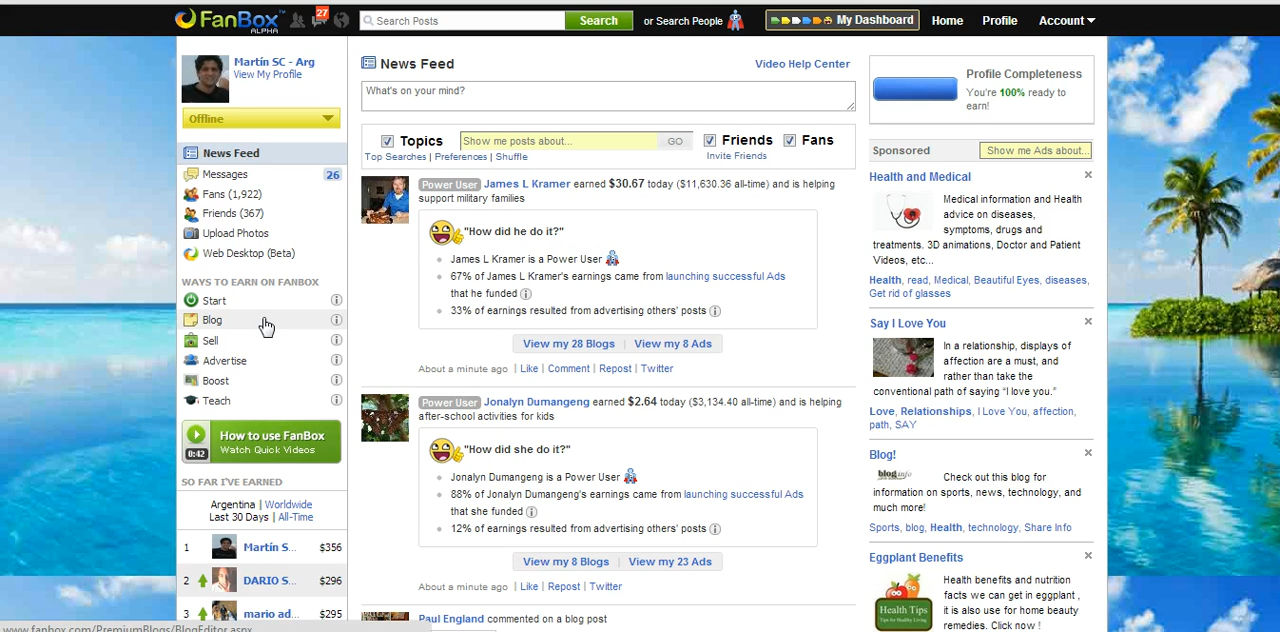 FanBox™
ALPHA
27
Search Posts
Search
or Search People
My Dashboard
Home
Profile
Account
Martín SC - Arg
View My Profile
Offline
News Feed
Messages
26
Fans (1,922)
Friends (367)
Upload Photos
Web Desktop (Beta)
WAYS TO EARN ON FANBOX
Start
Blog
Sell
Advertise
Boost
Teach
How to use FanBox
Watch Quick Videos
0:42
SO FAR I'VE EARNED
Argentina | Worldwide
Last 30 Days | All-Time
1 Martín S... $356
2 DARIO S... $296
3 mario ad... $295
www.fanbox.com/PremiumBlogs/BlogEditor.aspx
News Feed
Video Help Center
What's on your mind?
Topics
Show me posts about...
GO
Friends
Fans
Top Searches | Preferences | Shuffle
Invite Friends
Power User James L Kramer earned $30.67 today ($11,630.36 all-time) and is helping
support military families
"How did he do it?"
James L Kramer is a Power User
67% of James L Kramer's earnings came from launching successful Ads
that he funded
33% of earnings resulted from advertising others' posts
View my 28 Blogs | View my 8 Ads
About a minute ago | Like | Comment | Repost | Twitter
Power User Jonalyn Dumangeng earned $2.64 today ($3,134.40 all-time) and is helping
after-school activities for kids
"How did she do it?"
Jonalyn Dumangeng is a Power User
88% of Jonalyn Dumangeng's earnings came from launching successful Ads
that she funded
12% of earnings resulted from advertising others' posts
View my 8 Blogs | View my 23 Ads
About a minute ago | Like | Repost | Twitter
Paul England commented on a blog post
Profile Completeness
You're 100% ready to
earn!
Sponsored
Show me Ads about...
Health and Medical
Medical information and Health
advice on diseases,
symptoms, drugs and
treatments. 3D animations, Doctor and Patient
Videos, etc...
Health, read, Medical, Beautiful Eyes, diseases,
Get rid of glasses
Say I Love You
In a relationship, displays of
affection are a must, and
rather than take the
conventional path of saying "I love you."
Love, Relationships, I Love You, affection,
path, SAY
Blog!
blog info
Check out this blog for
information on sports, news, technology, and
much more!
Sports, blog, Health, technology, Share Info
Eggplant Benefits
Health benefits and nutrition
facts we can get in eggplant ,
it is also use for home beauty
remedies. Click now !
Health Tips
Tips for Healthy Living